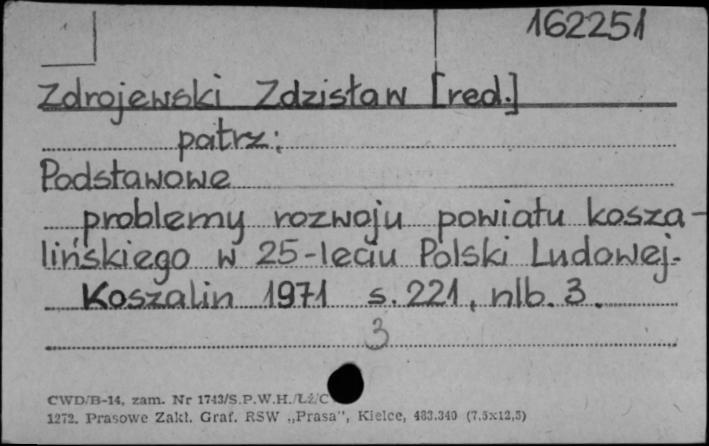 162251
Zdrojewski Zdzisław [red.]
patrz:
Podstawowe
problemy rozwoju powiatu kosza-
lińskiego w 25-leciu Polski Ludowej.
Koszalin 1971 s. 221, nlb. 3.
3
CWD/B-14, zam. Nr 1743/S.P.W.H./Łź/C
1272. Prasowe Zakł. Graf. RSW „Prasa", Kielce, 483.340 (7,5x12,5)